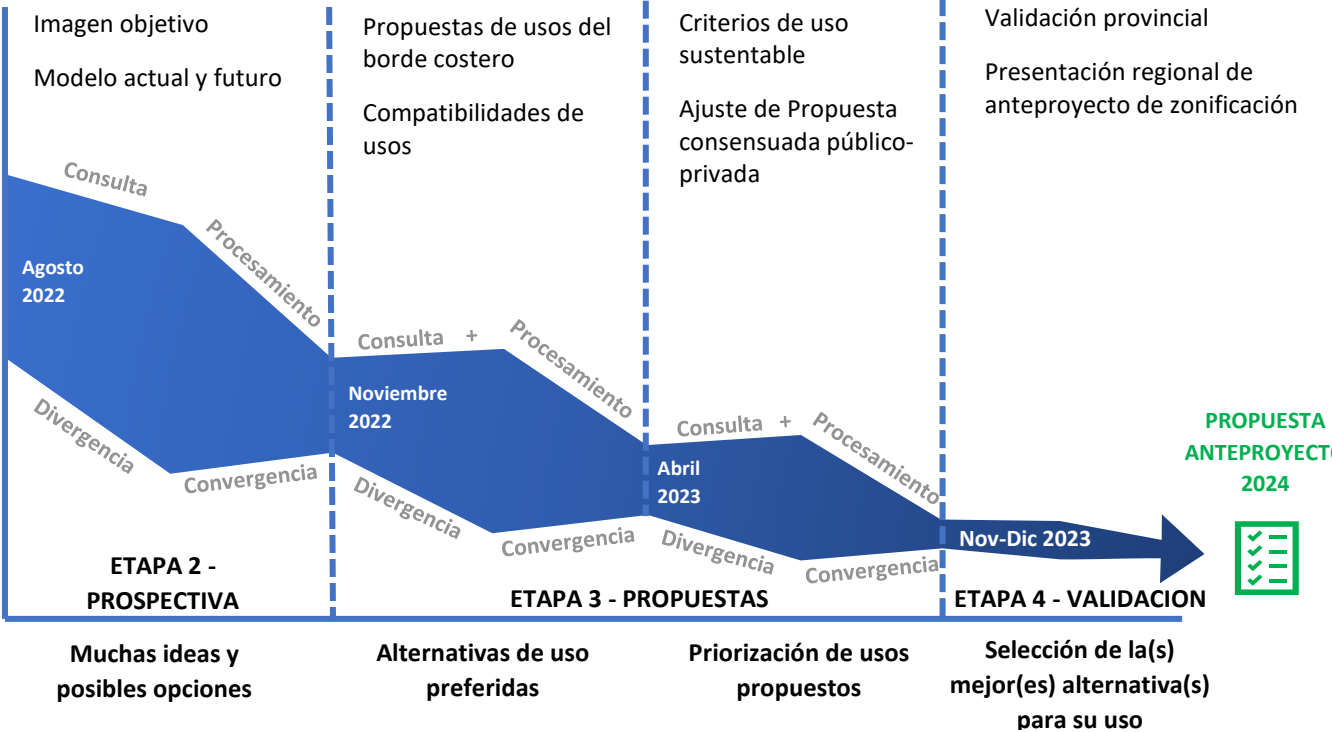 Imagen objetivo
Modelo actual y futuro
Propuestas de usos del
borde costero
Compatibilidades de
usos
Criterios de uso
sustentable
Ajuste de Propuesta
consensuada público-
privada
Validación provincial
Presentación regional de
anteproyecto de zonificación
Consulta
Procesamiento
Agosto
2022
Divergencia
Convergencia
Consulta +
Procesamiento
Noviembre
2022
Divergencia
Convergencia
Consulta +
Procesamiento
Abril
2023
Divergencia
Convergencia
Nov-Dic 2023
PROPUESTA
ANTEPROYECTO
2024
ETAPA 2 -
PROSPECTIVA
ETAPA 3 - PROPUESTAS
ETAPA 4 - VALIDACION
Muchas ideas y
posibles opciones
Alternativas de uso
preferidas
Priorización de usos
propuestos
Selección de la(s)
mejor(es) alternativa(s)
para su uso